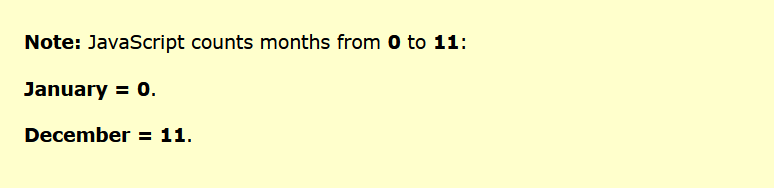 Note: JavaScript counts months from 0 to 11:
January = 0.
December = 11.